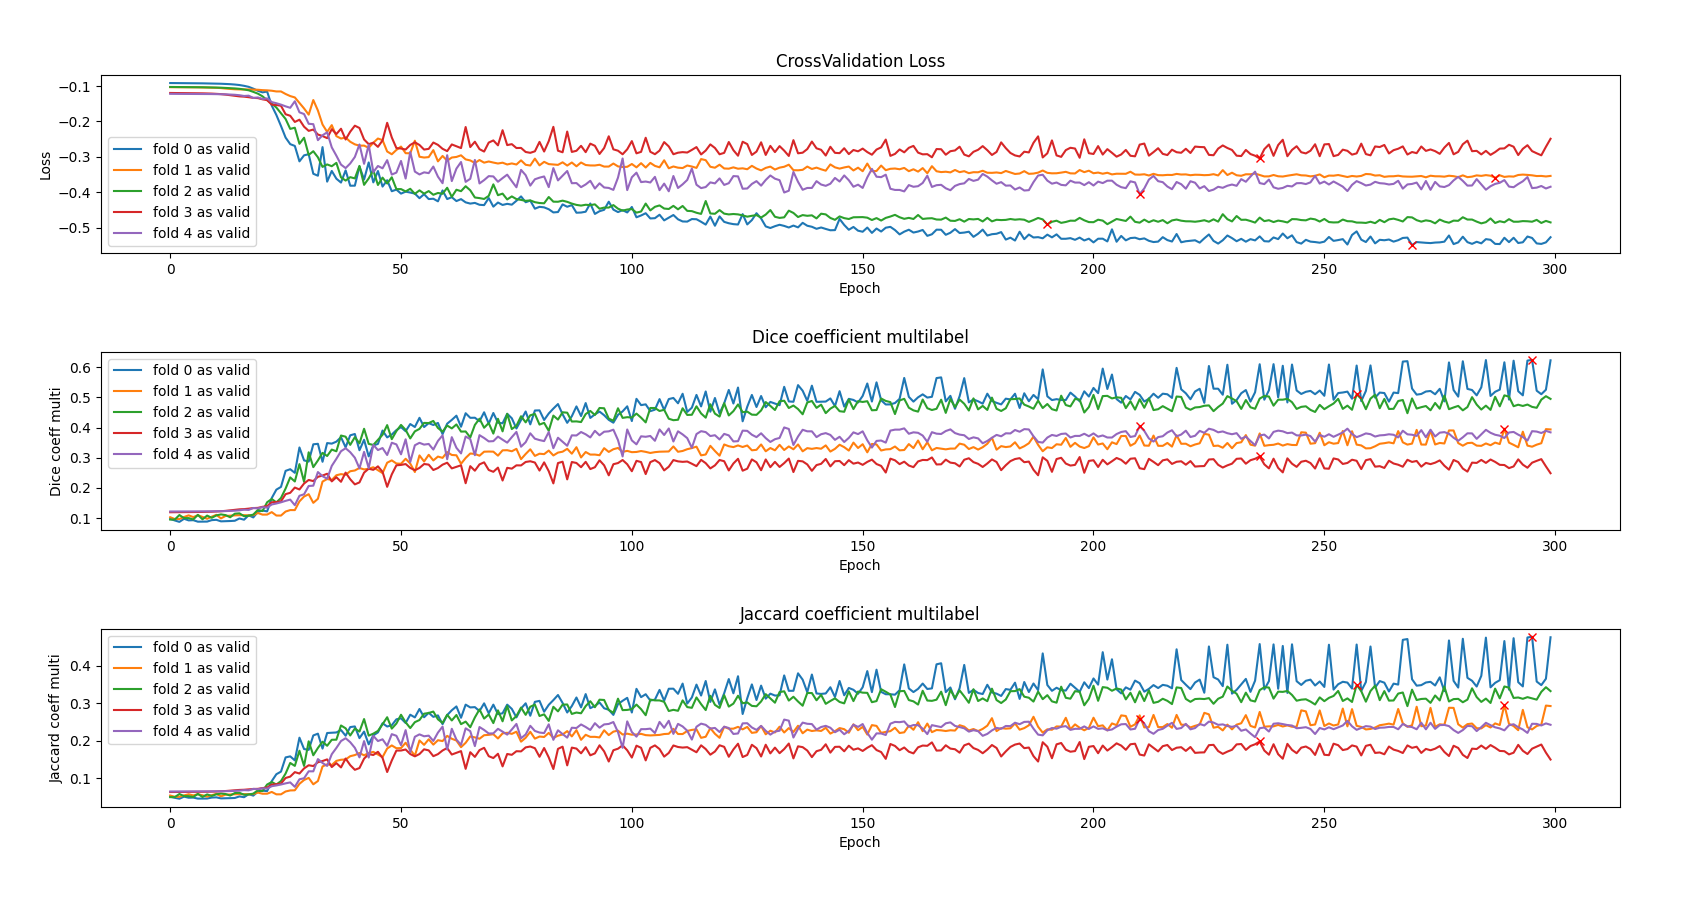 CrossValidation Loss
Loss
−0.1
−0.2
−0.3
−0.4
−0.5
fold 0 as valid
fold 1 as valid
fold 2 as valid
fold 3 as valid
fold 4 as valid
0 50 100 150 200 250 300
Epoch
Dice coefficient multilabel
Dice coeff multi
0.6
0.5
0.4
0.3
0.2
0.1
fold 0 as valid
fold 1 as valid
fold 2 as valid
fold 3 as valid
fold 4 as valid
0 50 100 150 200 250 300
Epoch
Jaccard coefficient multilabel
Jaccard coeff multi
0.4
0.3
0.2
0.1
fold 0 as valid
fold 1 as valid
fold 2 as valid
fold 3 as valid
fold 4 as valid
0 50 100 150 200 250 300
Epoch